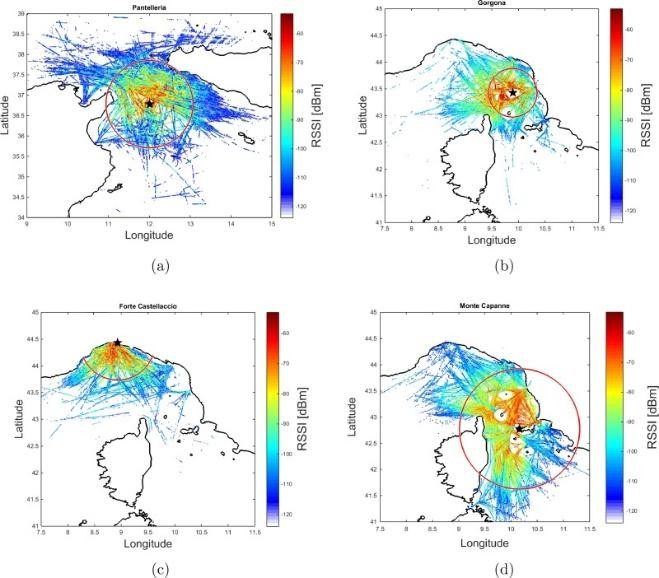 Pantelleria
39
38.5
38
37.5
37
36.5
36
35.5
35
34.5
34
Latitude
9 10 11 12 13 14 15
Longitude
-60
-70
-80
-90
-100
-110
-120
RSSI [dBm]
(a)
Gorgona
45
44.5
44
43.5
43
42.5
42
41.5
41
Latitude
7.5 8 8.5 9 9.5 10 10.5 11 11.5
Longitude
-60
-70
-80
-90
-100
-110
-120
RSSI [dBm]
(b)
Forte Castellaccio
45
44.5
44
43.5
43
42.5
42
41.5
41
Latitude
7.5 8 8.5 9 9.5 10 10.5 11 11.5
Longitude
-60
-70
-80
-90
-100
-110
-120
RSSI [dBm]
(c)
Monte Capanne
45
44.5
44
43.5
43
42.5
42
41.5
41
Latitude
7.5 8 8.5 9 9.5 10 10.5 11 11.5
Longitude
-60
-70
-80
-90
-100
-110
-120
RSSI [dBm]
(d)